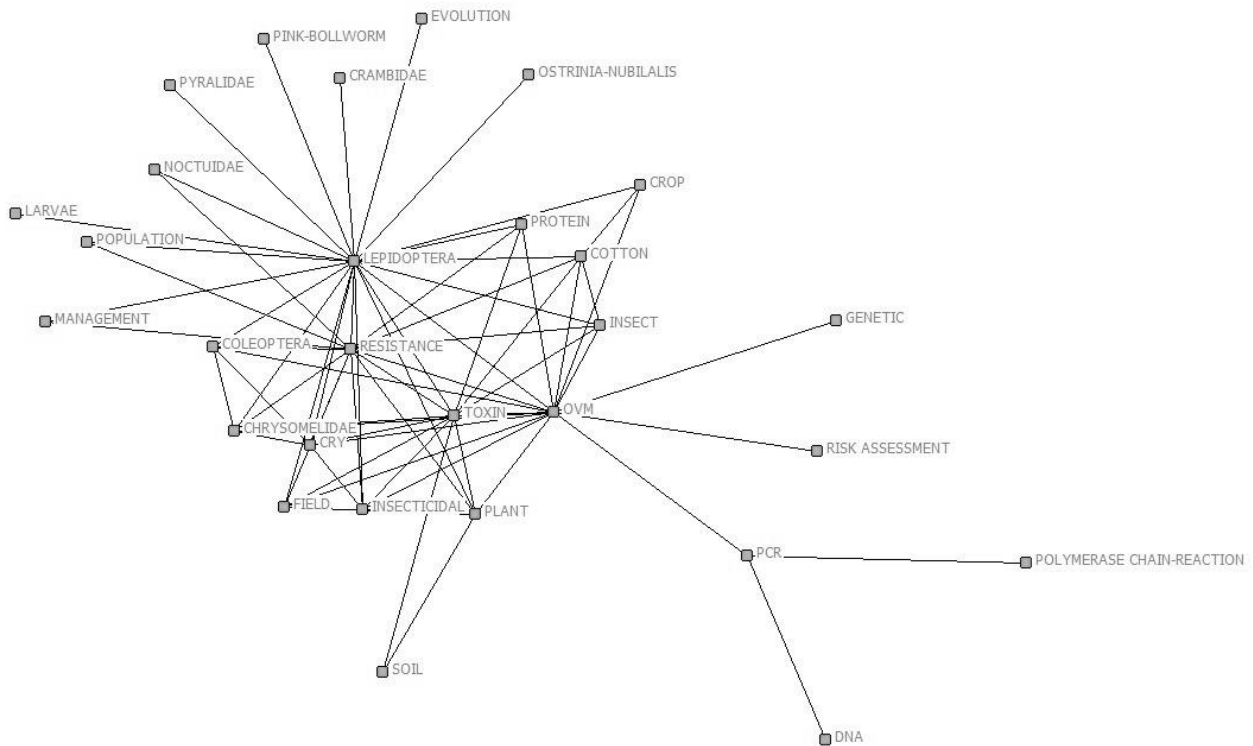 EVOLUTION
PINK-BOLLWORM
CRAMBIDAE
OSTRINIA-NUBILALIS
PYRALIDAE
NOCTUIDAE
CROP
LARVAE
PROTEIN
POPULATION
COTTON
LEPIDOPTERA
MANAGEMENT
INSECT
GENETIC
COLEOPTERA
RESISTANCE
TOXIN
OVM
CHRYSOMELIDAE
CRY
RISK ASSESSMENT
FIELD
INSECTICIDAL
PLANT
PCR
POLYMERASE CHAIN-REACTION
SOIL
DNA